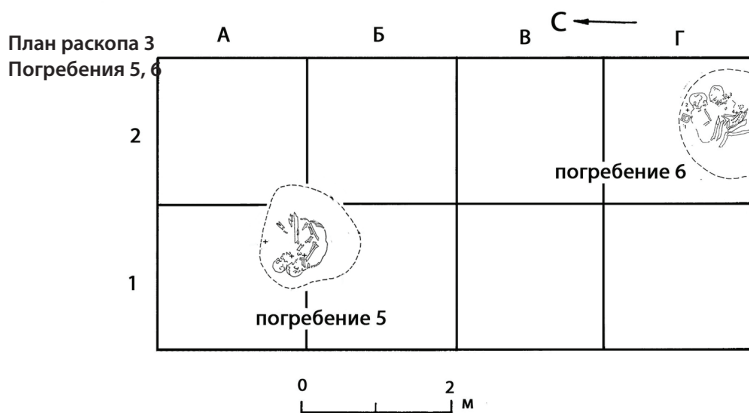 План раскопа 3
Погребения 5, 6
А Б В Г
С
2
погребение 6
1
погребение 5
0 2
м